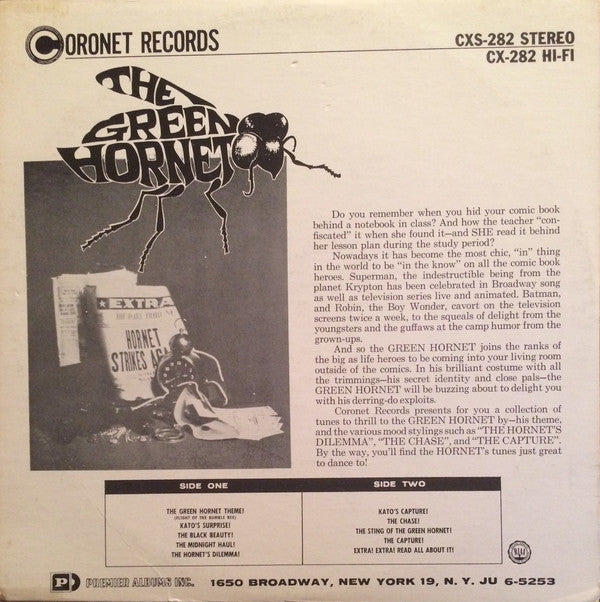 CORONET RECORDS
CXS-282 STEREO
CX-282 HI-FI
THE
GREEN
HORNET
EXTRA
HORNET
STRIKES
Do you remember when you hid your comic book
behind a notebook in class? And how the teacher "con-
fiscated" it when she found it—and SHE read it behind
her lesson plan during the study period?
Nowadays it has become the most chic, "in" thing
in the world to be "in the know" on all the comic book
heroes. Superman, the indestructible being from the
planet Krypton has been celebrated in Broadway song
as well as television series live and animated. Batman,
and Robin, the Boy Wonder, cavort on the television
screens twice a week, to the squeals of delight from the
youngsters and the guffaws at the camp humor from the
grown-ups.
And so the GREEN HORNET joins the ranks of
the big as life heroes to be coming into your living room
outside of the comics. In his brilliant costume with all
the trimmings—his secret identity and close pals—the
GREEN HORNET will be buzzing about to delight you
with his derring-do exploits.
Coronet Records presents for you a collection of
tunes to thrill to the GREEN HORNET by—his theme,
and the various mood stylings such as "THE HORNET'S
DILEMMA", "THE CHASE", and "THE CAPTURE".
By the way, you'll find the HORNET's tunes just great
to dance to!
SIDE ONE
THE GREEN HORNET THEME!
(FLIGHT OF THE BUMBLE BEE)
KATO'S SURPRISE!
THE BLACK BEAUTY!
THE MIDNIGHT HAUL!
THE HORNET'S DILEMMA!
SIDE TWO
KATO'S CAPTURE!
THE CHASE!
THE STING OF THE GREEN HORNET!
THE CAPTURE!
EXTRA! EXTRA! READ ALL ABOUT IT!
P PREMIER ALBUMS INC. 1650 BROADWAY, NEW YORK 19, N. Y. JU 6-5253